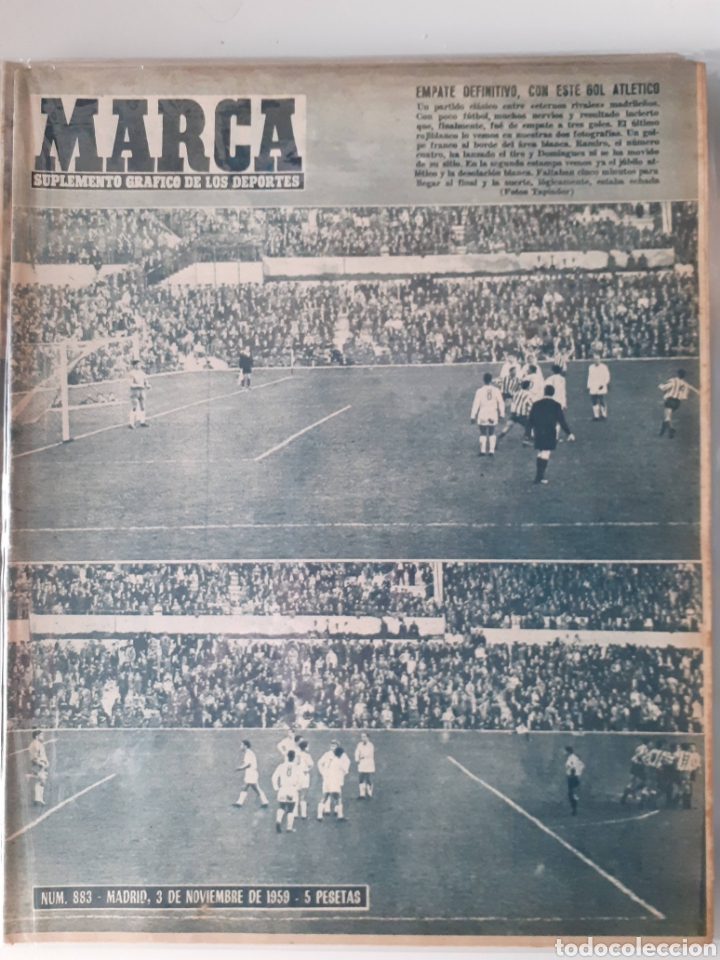 MARCA
SUPLEMENTO GRAFICO DE LOS DEPORTES
EMPATE DEFINITIVO, CON ESTE GOL ATLETICO
Un partido clásico entre «eternos rivales» madrileños.
Con poco fútbol, muchos nervios y resultado incierto
que, finalmente, fué de empate a tres goles. El último
rojiblanco lo vemos en nuestras dos fotografías. Un gol-
pe franco al borde del área blanca. Ramiro, el número
cuatro, ha lanzado el tiro y Domínguez ni se ha movido
de su sitio. En la segunda estampa vemos ya el júbilo at-
lético y la desolación blanca. Faltaban cinco minutos para
llegar al final y la suerte, lógicamente, estaba echada
(Fotos Tapiador)
NUM. 883 - MADRID, 3 DE NOVIEMBRE DE 1959 - 5 PESETAS
todocoleccion.net